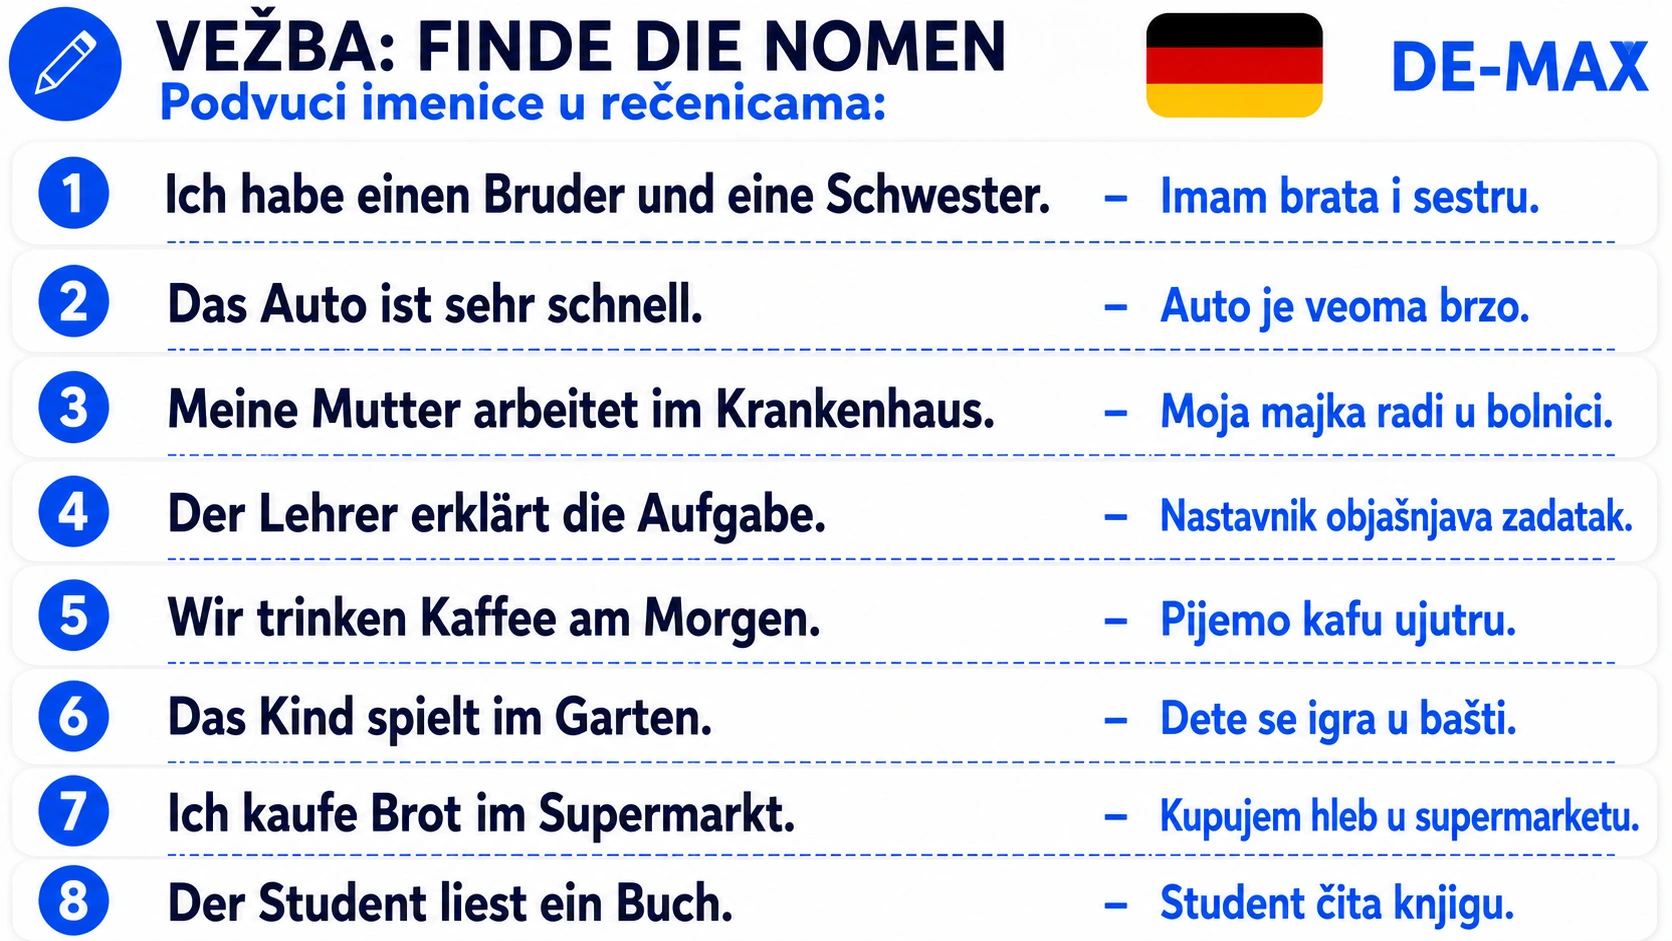 VEŽBA: FINDE DIE NOMEN
DE-MAX
Podvuci imenice u rečenicama:
1 Ich habe einen Bruder und eine Schwester. – Imam brata i sestru.
2 Das Auto ist sehr schnell. – Auto je veoma brzo.
3 Meine Mutter arbeitet im Krankenhaus. – Moja majka radi u bolnici.
4 Der Lehrer erklärt die Aufgabe. – Nastavnik objašnjava zadatak.
5 Wir trinken Kaffee am Morgen. – Pijemo kafu ujutru.
6 Das Kind spielt im Garten. – Dete se igra u bašti.
7 Ich kaufe Brot im Supermarkt. – Kupujem hleb u supermarketu.
8 Der Student liest ein Buch. – Student čita knjigu.